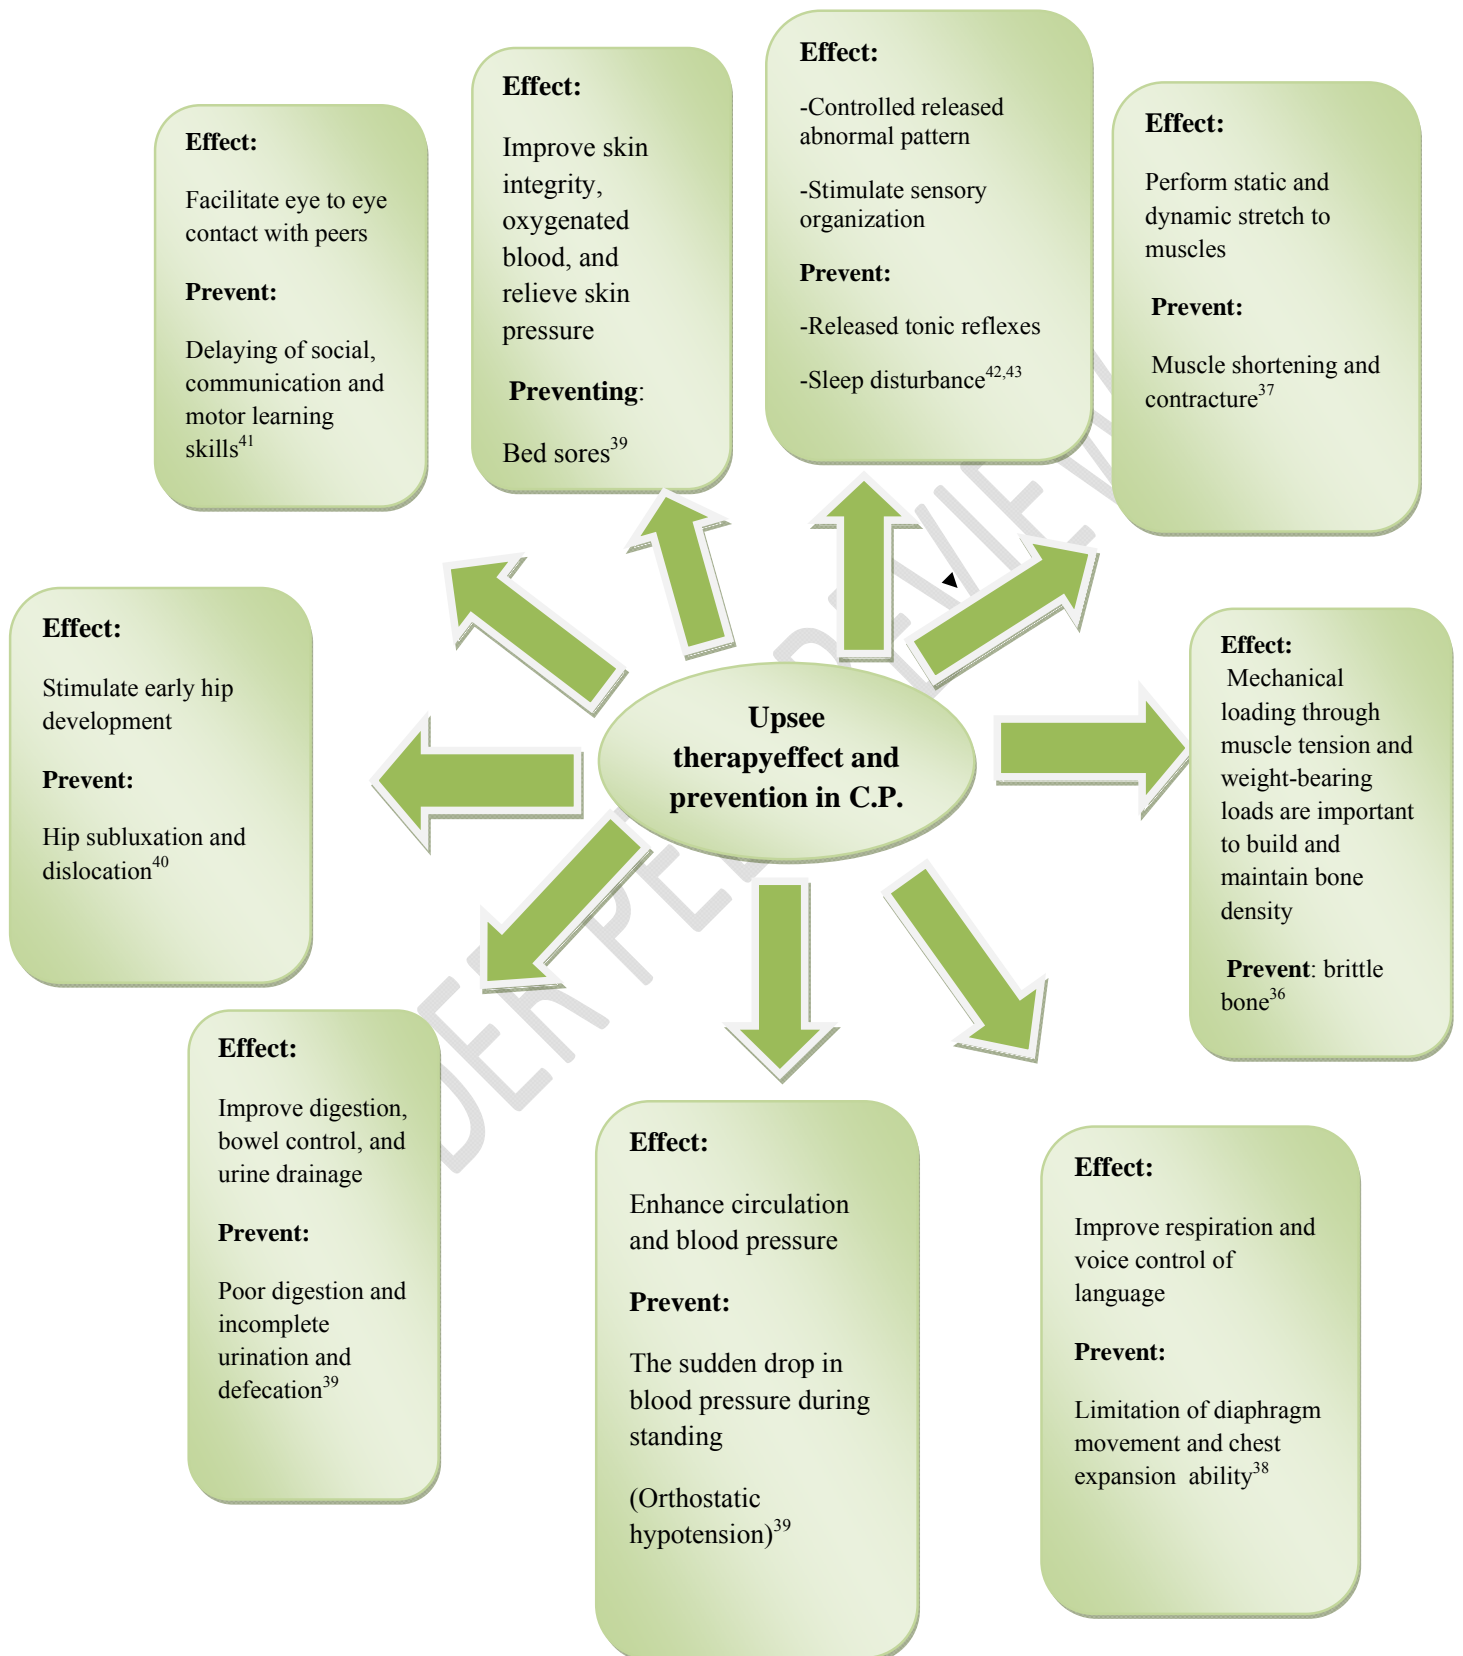 Effect:
Facilitate eye to eye
contact with peers
Prevent:
Delaying of social,
communication and
motor learning
skills41
Effect:
Improve skin
integrity,
oxygenated
blood, and
relieve skin
pressure
Preventing:
Bed sores39
Effect:
-Controlled released
abnormal pattern
-Stimulate sensory
organization
Prevent:
-Released tonic reflexes
-Sleep disturbance42,43
Effect:
Perform static and
dynamic stretch to
muscles
Prevent:
Muscle shortening and
contracture37
Effect:
Stimulate early hip
development
Prevent:
Hip subluxation and
dislocation40
Upsee
therapyeffect and
prevention in C.P.
Effect:
Mechanical
loading through
muscle tension and
weight-bearing
loads are important
to build and
maintain bone
density
Prevent: brittle
bone36
Effect:
Improve digestion,
bowel control, and
urine drainage
Prevent:
Poor digestion and
incomplete
urination and
defecation39
Effect:
Enhance circulation
and blood pressure
Prevent:
The sudden drop in
blood pressure during
standing
(Orthostatic
hypotension)39
Effect:
Improve respiration and
voice control of
language
Prevent:
Limitation of diaphragm
movement and chest
expansion ability38